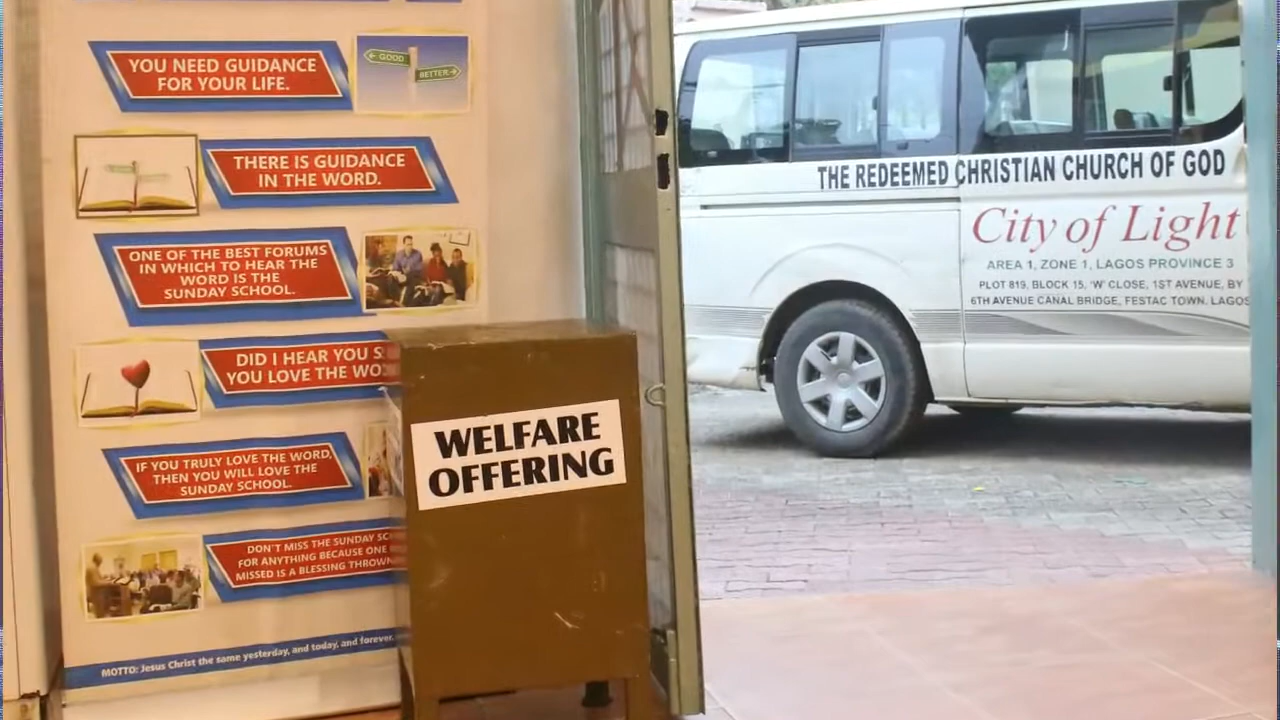 YOU NEED GUIDANCE
FOR YOUR LIFE.
← GOOD
BETTER →
THERE IS GUIDANCE
IN THE WORD.
ONE OF THE BEST FORUMS
IN WHICH TO HEAR THE
WORD IS THE
SUNDAY SCHOOL.
DID I HEAR YOU
YOU LOVE THE
IF YOU TRULY LOVE THE WORD,
THEN YOU WILL LOVE THE
SUNDAY SCHOOL.
DON'T MISS THE SUNDAY
FOR ANYTHING BECAUSE ONE
MISSED IS A BLESSING
MOTTO: Jesus Christ the same yesterday, and today, and forever.
WELFARE
OFFERING
THE REDEEMED CHRISTIAN CHURCH OF GOD
City of Light
AREA 1, ZONE 1, LAGOS PROVINCE 3
PLOT 819, BLOCK 15, 'W' CLOSE, 1ST AVENUE, BY
6TH AVENUE CANAL BRIDGE, FESTAC TOWN, LAGOS